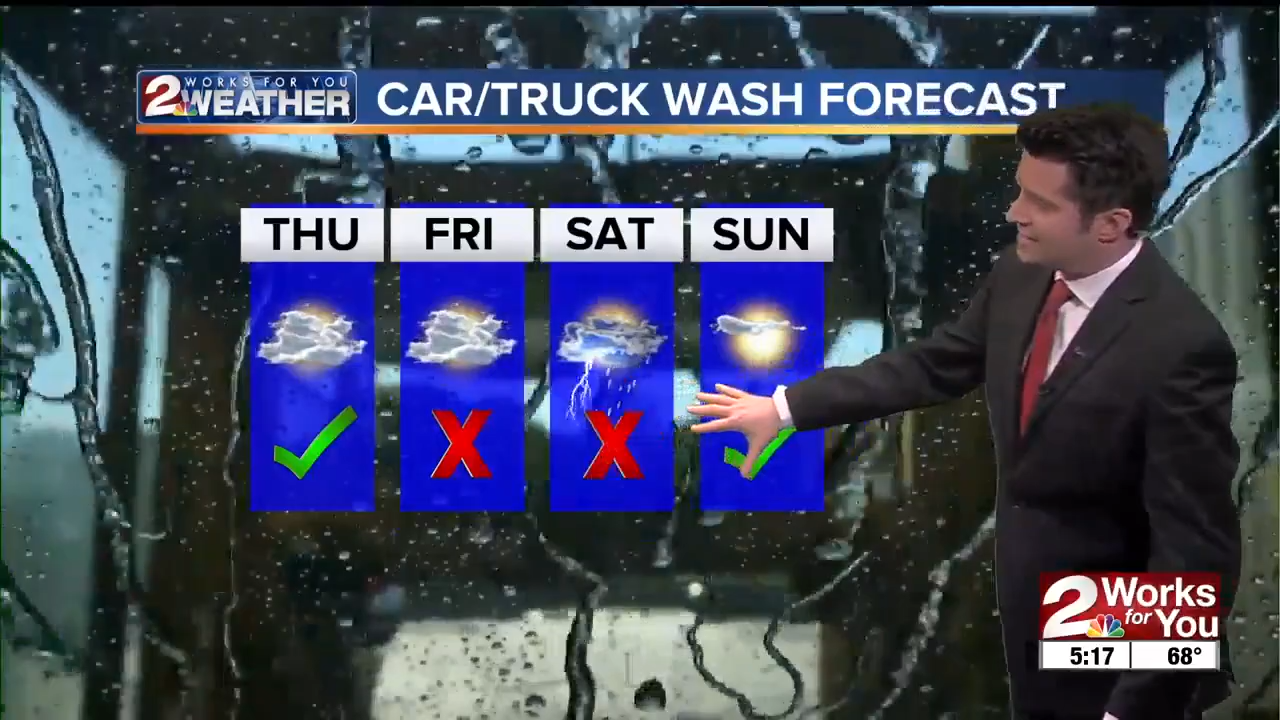 2 WORKS FOR YOU
WEATHER
CAR/TRUCK WASH FORECAST
THU FRI SAT SUN
X X
2 Works
for You
5:17 68°